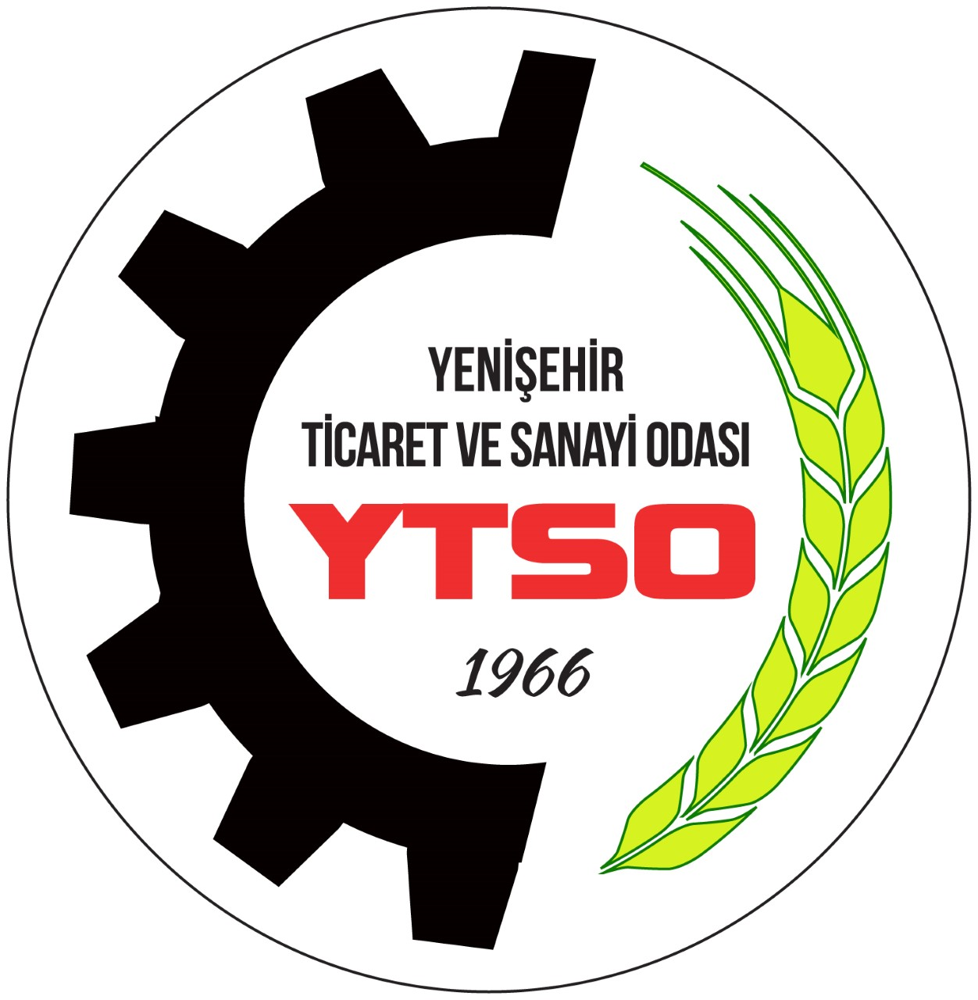 YENİŞEHİR
TİCARET VE SANAYİ ODASI
YTSO
1966